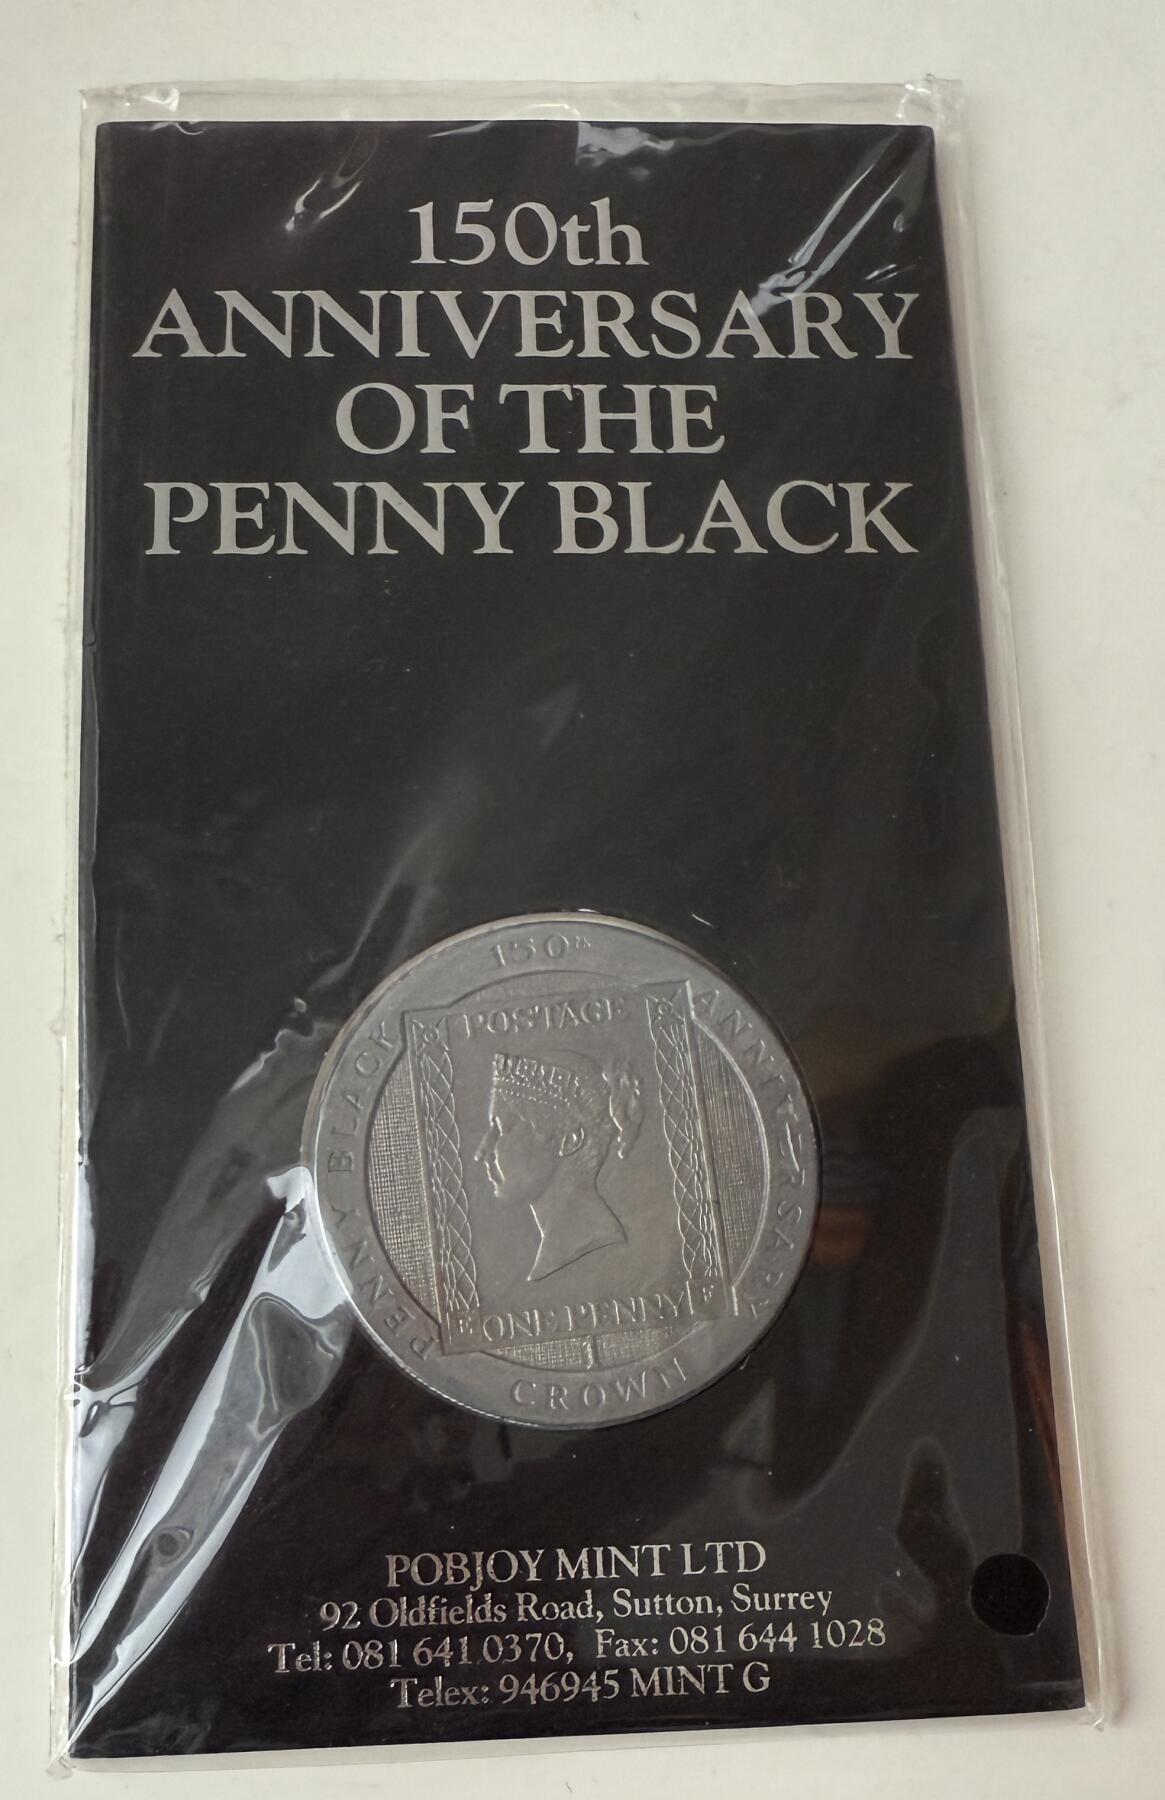 150th
ANNIVERSARY
OF THE
PENNY BLACK
150th ANNIVERSARY
PENNY BLACK
POSTAGE
E ONE PENNY F
1
CROWN
POBJOY MINT LTD
92 Oldfields Road, Sutton, Surrey
Tel: 081 641 0370, Fax: 081 644 1028
Telex: 946945 MINT G